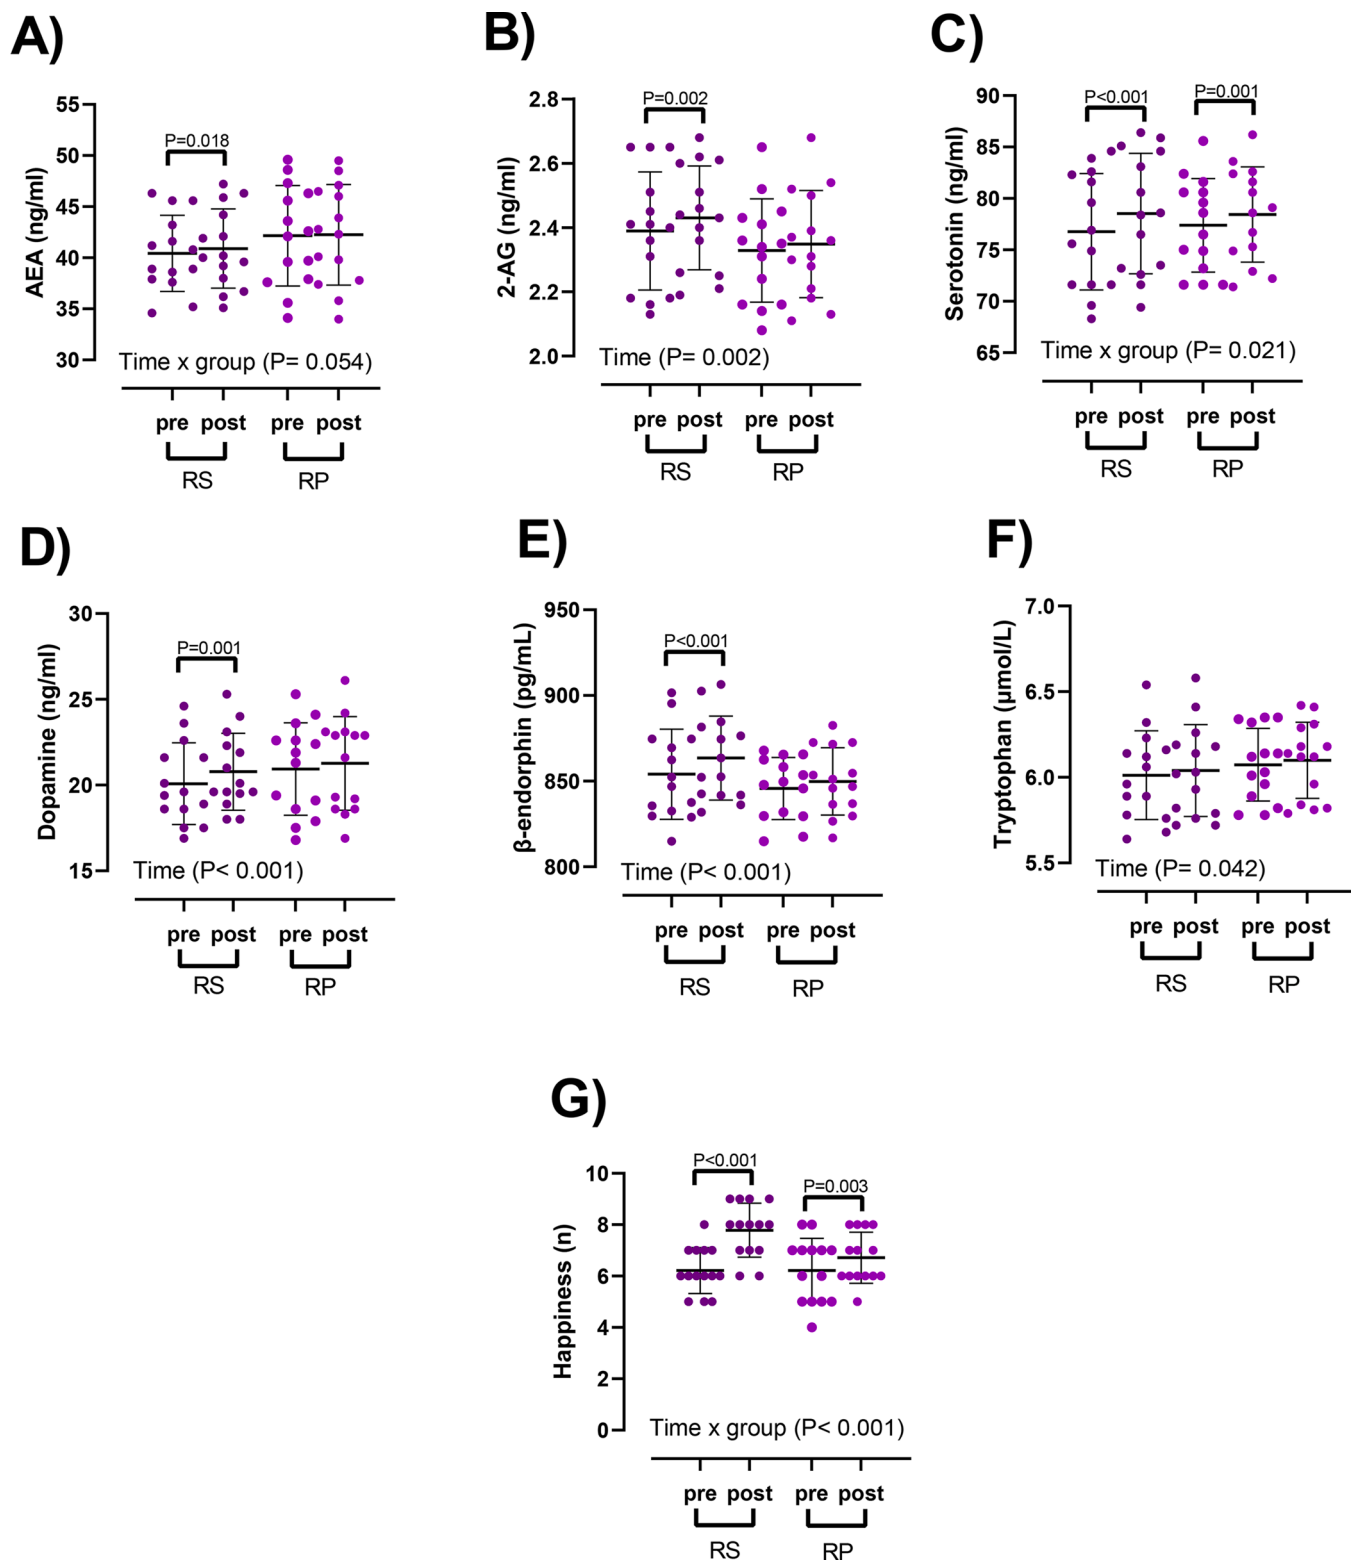 A)
AEA (ng/ml)
55
50
45
40
35
30
P=0.018
Time x group (P= 0.054)
pre post pre post
RS RP
B)
2-AG (ng/ml)
2.8
2.6
2.4
2.2
2.0
P=0.002
Time (P= 0.002)
pre post pre post
RS RP
C)
Serotonin (ng/ml)
90
85
80
75
70
65
P<0.001 P=0.001
Time x group (P= 0.021)
pre post pre post
RS RP
D)
Dopamine (ng/ml)
30
25
20
15
P=0.001
Time (P< 0.001)
pre post pre post
RS RP
E)
β-endorphin (pg/mL)
950
900
850
800
P<0.001
Time (P< 0.001)
pre post pre post
RS RP
F)
Tryptophan (μmol/L)
7.0
6.5
6.0
5.5
Time (P= 0.042)
pre post pre post
RS RP
G)
Happiness (n)
10
8
6
4
2
0
P<0.001 P=0.003
Time x group (P< 0.001)
pre post pre post
RS RP